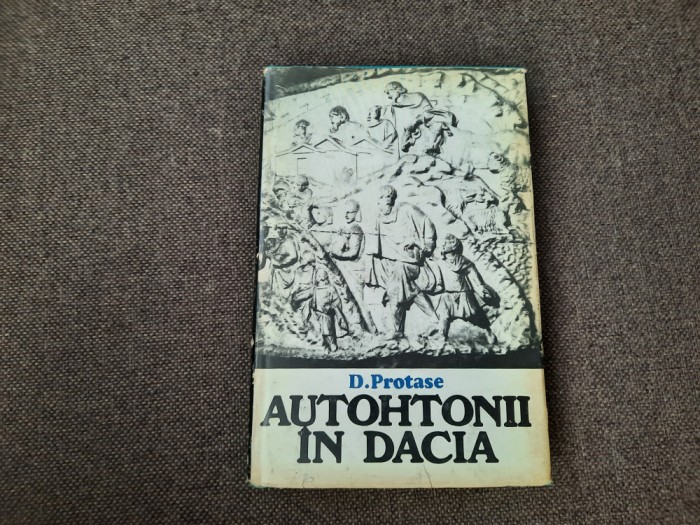 D.Protase
AUTOHTONII
ÎN DACIA